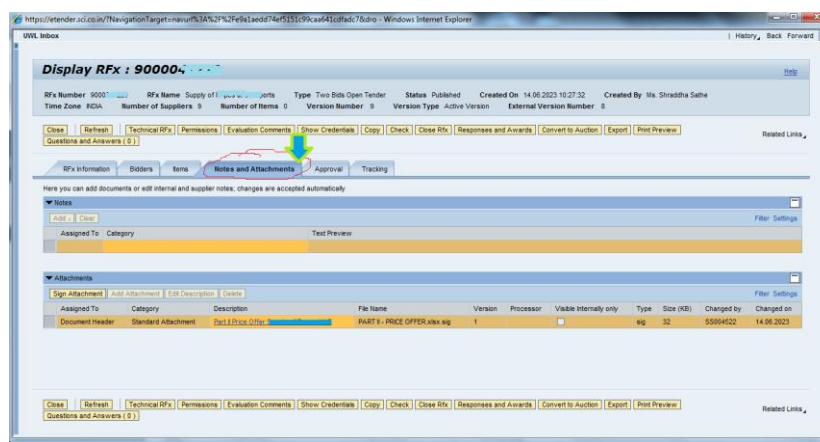 https://etender.sci.co.in/?NavigationTarget=navurl%3A%2F%2Fe9a1aedd74ef5151c99caa641cdfadc7&dro - Windows Internet Explorer
UWL Inbox | History Back Forward
Display RFx : 900004
Help
RFx Number 9000 RFx Name Supply of Type Two Bids Open Tender Status Published Created On 14.06.2023 10:27:32 Created By Ms. Shraddha Sathe
Time Zone INDIA Number of Suppliers 9 Number of Items 0 Version Number 9 Version Type Active Version External Version Number 8
Close Refresh Technical RFx Permissions Evaluation Comments Show Credentials Copy Check Close Rfx Responses and Awards Convert to Auction Export Print Preview
Related Links
Questions and Answers ( 0 )
RFx Information Bidders Items Notes and Attachments Approval Tracking
Here you can add documents or edit internal and supplier notes; changes are accepted automatically
Notes
Add Clear Filter Settings
Assigned To Category Text Preview
Attachments
Sign Attachment Add Attachment Edit Description Delete Filter Settings
Assigned To Category Description File Name Version Processor Visible Internally only Type Size (KB) Changed by Changed on
Document Header Standard Attachment Part II Price Offer PART II - PRICE OFFER.xlsx.sig 1 sig 32 SS004522 14.06.2023
Close Refresh Technical RFx Permissions Evaluation Comments Show Credentials Copy Check Close Rfx Responses and Awards Convert to Auction Export Print Preview
Related Links
Questions and Answers ( 0 )